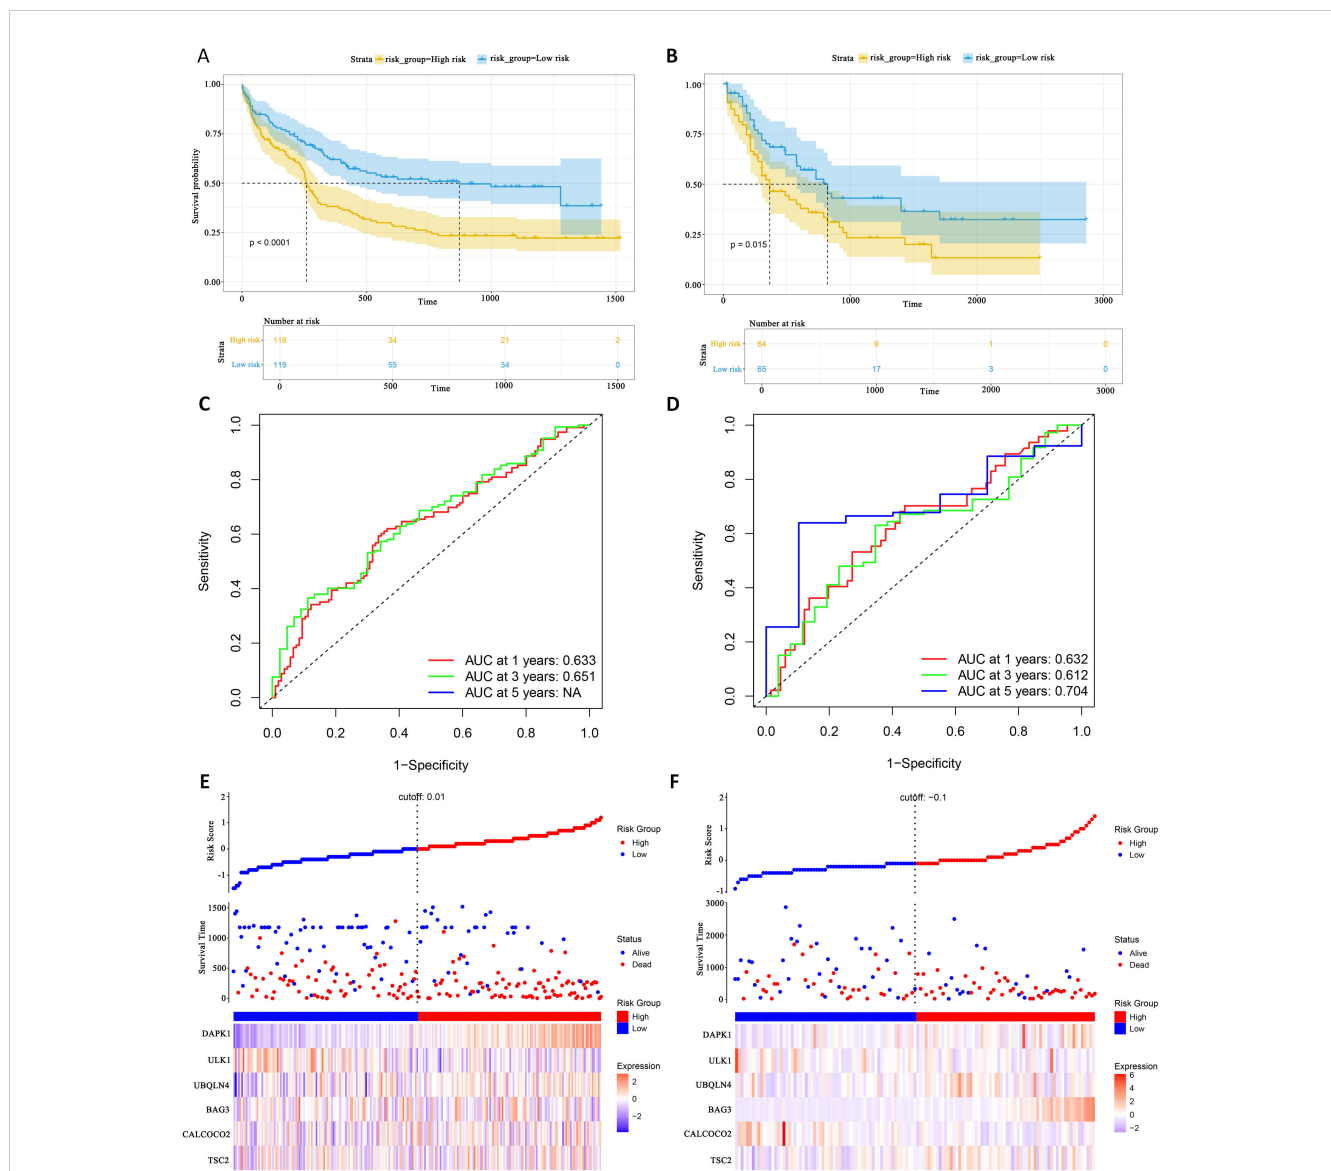 A
Strata risk_group=High risk risk_group=Low risk
1.00
0.75
0.50
0.25
0.00
Survival probability
p < 0.0001
0 500 1000 1500
Time
Number at risk
Strata
High risk 118 34 21 2
Low risk 119 55 34 0
0 500 1000 1500
Time
B
Strata risk_group=High risk risk_group=Low risk
1.00
0.75
0.50
0.25
0.00
p = 0.015
0 1000 2000 3000
Time
Number at risk
Strata
High risk 64 9 1 0
Low risk 65 17 3 0
0 1000 2000 3000
Time
C
1.0
0.8
0.6
0.4
0.2
0.0
Sensitivity
AUC at 1 years: 0.633
AUC at 3 years: 0.651
AUC at 5 years: NA
0.0 0.2 0.4 0.6 0.8 1.0
1−Specificity
D
1.0
0.8
0.6
0.4
0.2
0.0
Sensitivity
AUC at 1 years: 0.632
AUC at 3 years: 0.612
AUC at 5 years: 0.704
0.0 0.2 0.4 0.6 0.8 1.0
1−Specificity
E
cutoff: 0.01
2
1
0
-1
Risk Score
Risk Group
High
Low
1500
1000
500
0
Survival Time
Status
Alive
Dead
Risk Group
High
Low
DAPK1
ULK1
UBQLN4
BAG3
CALCOCO2
TSC2
Expression
2
0
−2
F
cutoff: −0.1
2
1
0
-1
Risk Score
Risk Group
High
Low
3000
2000
1000
0
Survival Time
Status
Alive
Dead
Risk Group
High
Low
DAPK1
ULK1
UBQLN4
BAG3
CALCOCO2
TSC2
Expression
6
4
2
0
−2